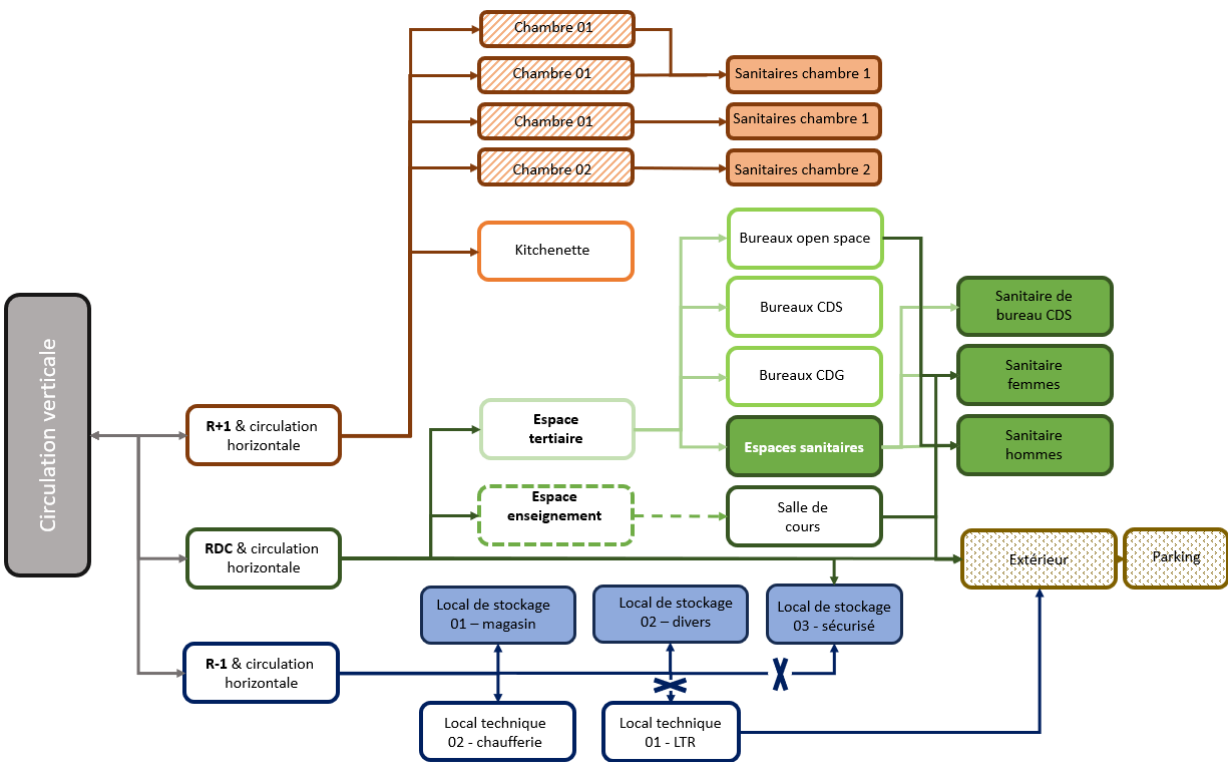 Chambre 01
Chambre 01
Sanitaires chambre 1
Chambre 01
Sanitaires chambre 1
Chambre 02
Sanitaires chambre 2
Kitchenette
Bureaux open space
Bureaux CDS
Sanitaire de
bureau CDS
Bureaux CDG
Sanitaire
femmes
Circulation verticale
R+1 & circulation
horizontale
Espace
tertiaire
Espaces sanitaires
Sanitaire
hommes
Espace
enseignement
Salle de
cours
RDC & circulation
horizontale
Extérieur
Parking
Local de stockage
01 – magasin
Local de stockage
02 – divers
Local de stockage
03 - sécurisé
R-1 & circulation
horizontale
Local technique
02 - chaufferie
Local technique
01 - LTR